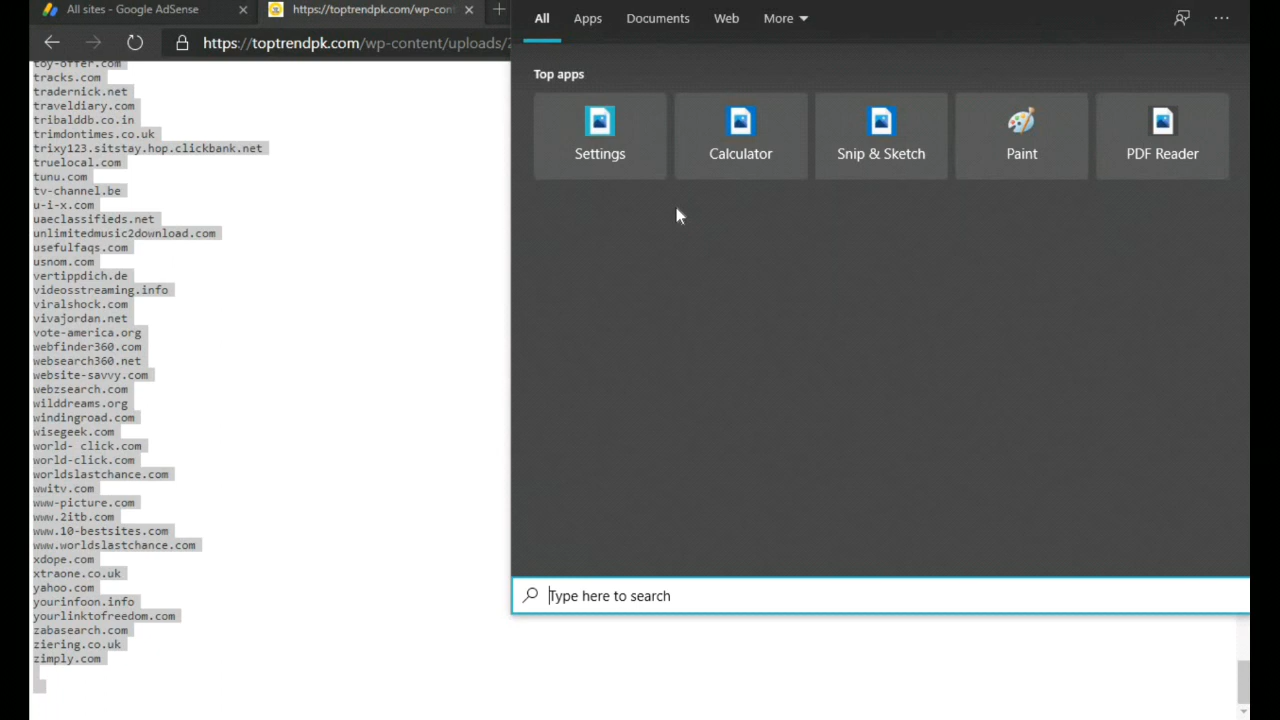 All sites - Google AdSense
https://toptrendpk.com/wp-cont
https://toptrendpk.com/wp-content/uploads/2
toy-offer.com
tracks.com
tradernick.net
traveldiary.com
tribalddb.co.in
trimdontimes.co.uk
trixy123.sitstay.hop.clickbank.net
truelocal.com
tunu.com
tv-channel.be
u-i-x.com
uaeclassifieds.net
unlimitedmusic2download.com
usefulfaqs.com
usnom.com
vertippdich.de
videosstreaming.info
viralshock.com
vivajordan.net
vote-america.org
webfinder360.com
websearch360.net
website-savvy.com
webzsearch.com
wilddreams.org
windingroad.com
wisegeek.com
world- click.com
world-click.com
worldslastchance.com
wwitv.com
www-picture.com
www.2itb.com
www.10-bestsites.com
www.worldslastchance.com
xdope.com
xtraone.co.uk
yahoo.com
yourinfoon.info
yourlinktofreedom.com
zabasearch.com
ziering.co.uk
zimply.com
All Apps Documents Web More
Top apps
Settings Calculator Snip & Sketch Paint PDF Reader
Type here to search